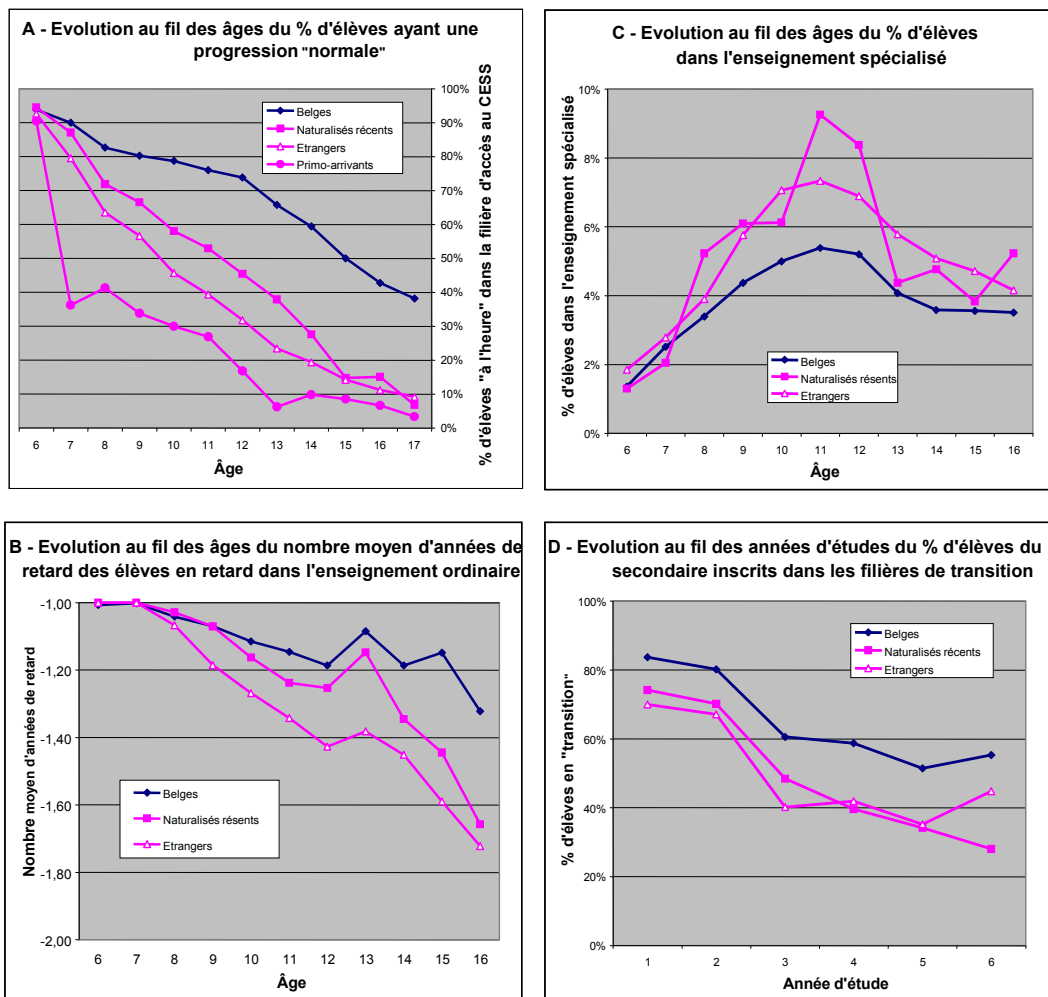 A - Evolution au fil des âges du % d'élèves ayant une
progression "normale"
Belges
Naturalisés récents
Etrangers
Primo-arrivants
100%
90%
80%
70%
60%
50%
40%
30%
20%
10%
0%
% d'élèves "à l'heure" dans la filière d'accès au CESS
6 7 8 9 10 11 12 13 14 15 16 17
Âge
C - Evolution au fil des âges du % d'élèves
dans l'enseignement spécialisé
% d'élèves dans l'enseignement spécialisé
10%
8%
6%
4%
2%
0%
Belges
Naturalisés résents
Etrangers
6 7 8 9 10 11 12 13 14 15 16
Âge
B - Evolution au fil des âges du nombre moyen d'années de
retard des élèves en retard dans l'enseignement ordinaire
Nombre moyen d'années de retard
-1,00
-1,20
-1,40
-1,60
-1,80
-2,00
Belges
Naturalisés résents
Etrangers
6 7 8 9 10 11 12 13 14 15 16
Âge
D - Evolution au fil des années d'études du % d'élèves du
secondaire inscrits dans les filières de transition
% d'élèves en "transition"
100%
80%
60%
40%
20%
0%
Belges
Naturalisés récents
Etrangers
1 2 3 4 5 6
Année d'étude